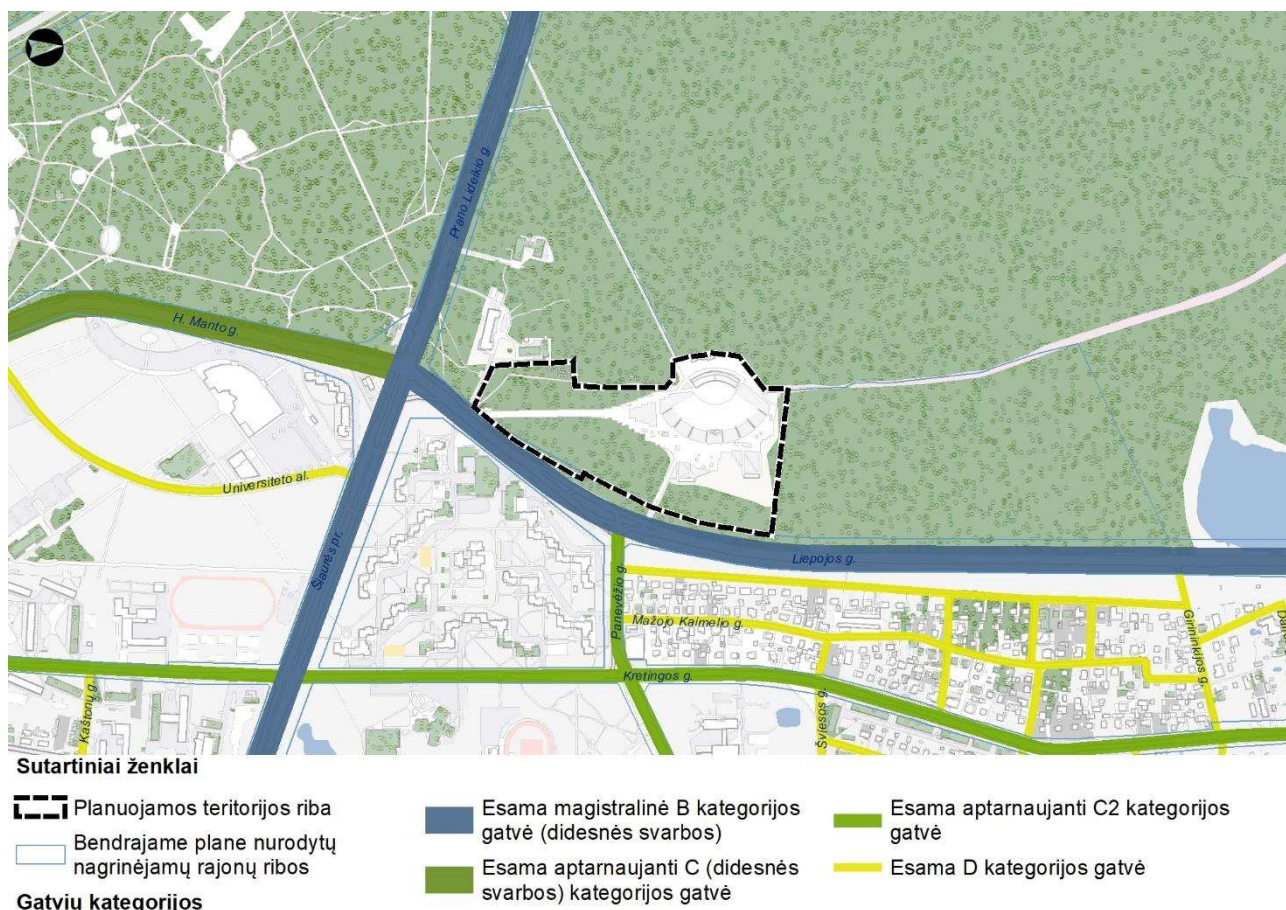 Prano Lideikio g.
H. Manto g.
Universiteto al.
Šiaurės pr.
Liepojos g.
Panevėžio g.
Mažojo Kaimelio g.
Girininkijos g.
Kretingos g.
Kaštonų g.
Šviesos g.
Sutartiniai ženklai
Planuojamos teritorijos riba
Bendrajame plane nurodytų
nagrinėjamų rajonų ribos
Gatvių kategorijos
Esama magistralinė B kategorijos
gatvė (didesnės svarbos)
Esama aptarnaujanti C (didesnės
svarbos) kategorijos gatvė
Esama aptarnaujanti C2 kategorijos
gatvė
Esama D kategorijos gatvė